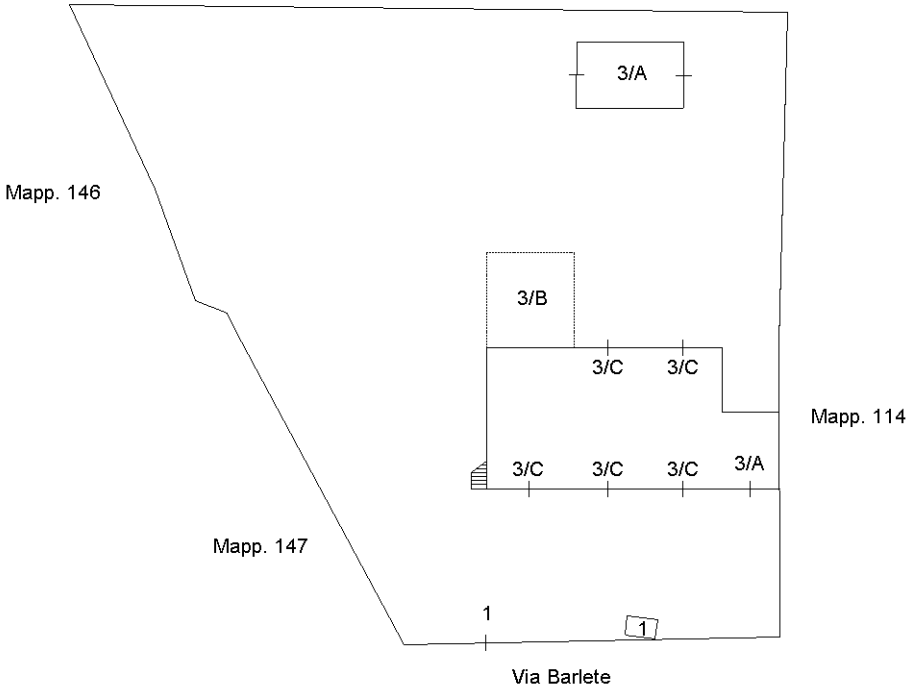 3/A
Mapp. 146
3/B
3/C 3/C
Mapp. 114
3/C 3/C 3/C 3/A
Mapp. 147
1
1
Via Barlete